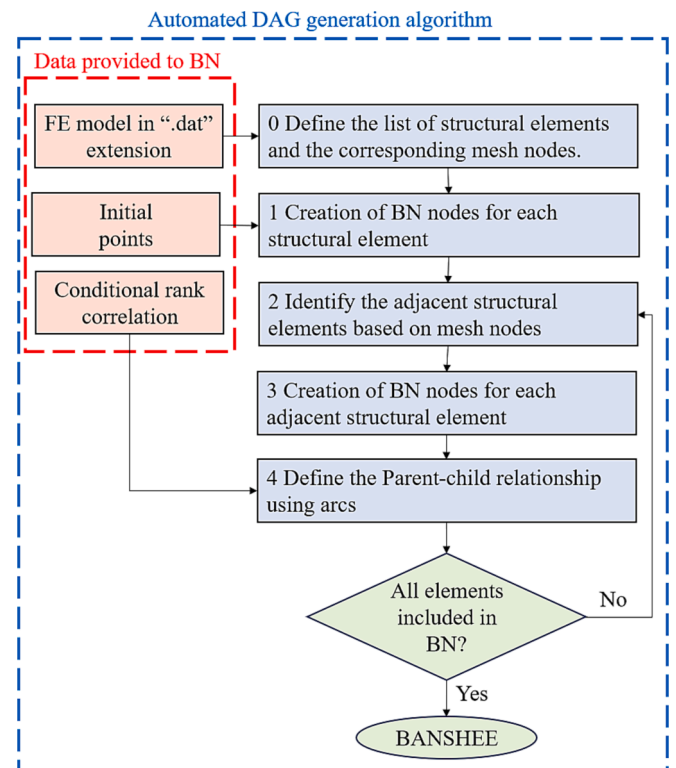 Automated DAG generation algorithm
Data provided to BN
FE model in “.dat”
extension
0 Define the list of structural elements
and the corresponding mesh nodes.
Initial
points
1 Creation of BN nodes for each
structural element
Conditional rank
correlation
2 Identify the adjacent structural
elements based on mesh nodes
3 Creation of BN nodes for each
adjacent structural element
4 Define the Parent-child relationship
using arcs
All elements
included in
BN?
No
Yes
BANSHEE